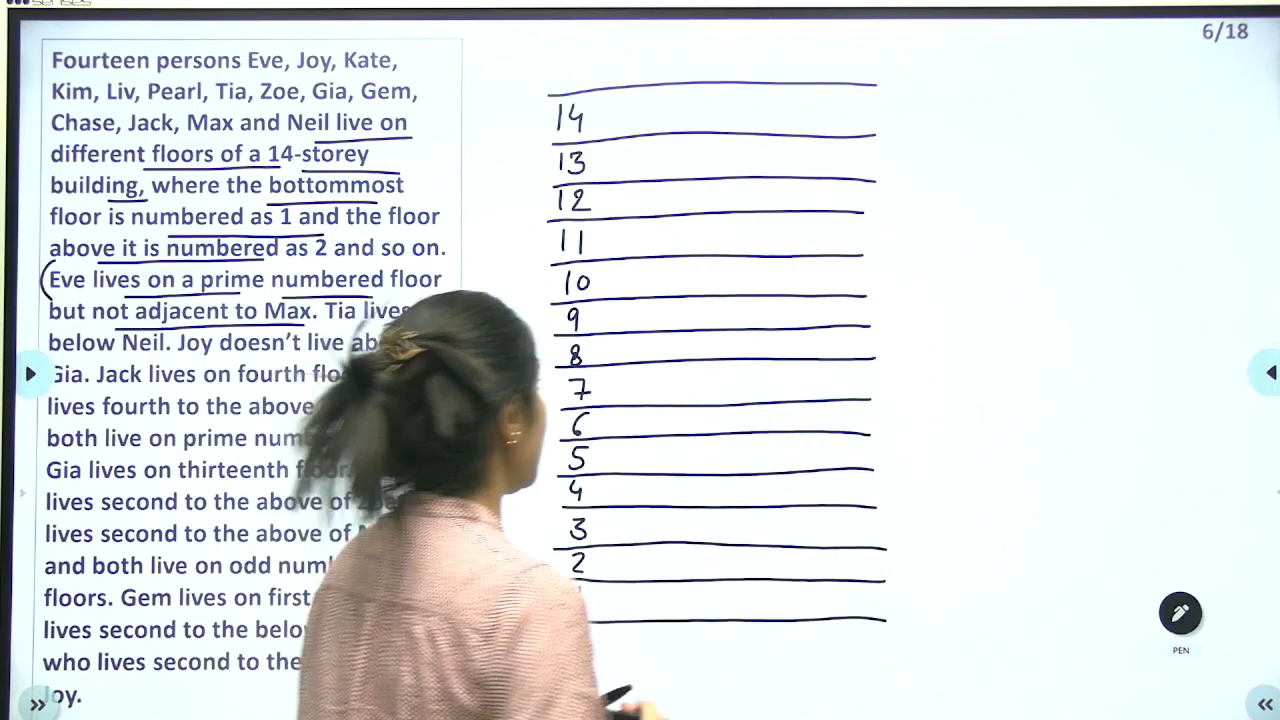 6/18
Fourteen persons Eve, Joy, Kate,
Kim, Liv, Pearl, Tia, Zoe, Gia, Gem,
Chase, Jack, Max and Neil live on
different floors of a 14-storey
building, where the bottommost
floor is numbered as 1 and the floor
above it is numbered as 2 and so on.
Eve lives on a prime numbered floor
but not adjacent to Max. Tia lives
below Neil. Joy doesn't live
Gia. Jack lives on fourth
lives fourth to the above
both live on prime
Gia lives on thirteenth
lives second to the above of
lives second to the above of
and both live on odd
floors. Gem lives on first
lives second to the
who lives second to the
Joy.
14
13
12
11
10
9
8
7
6
5
4
3
2
PEN